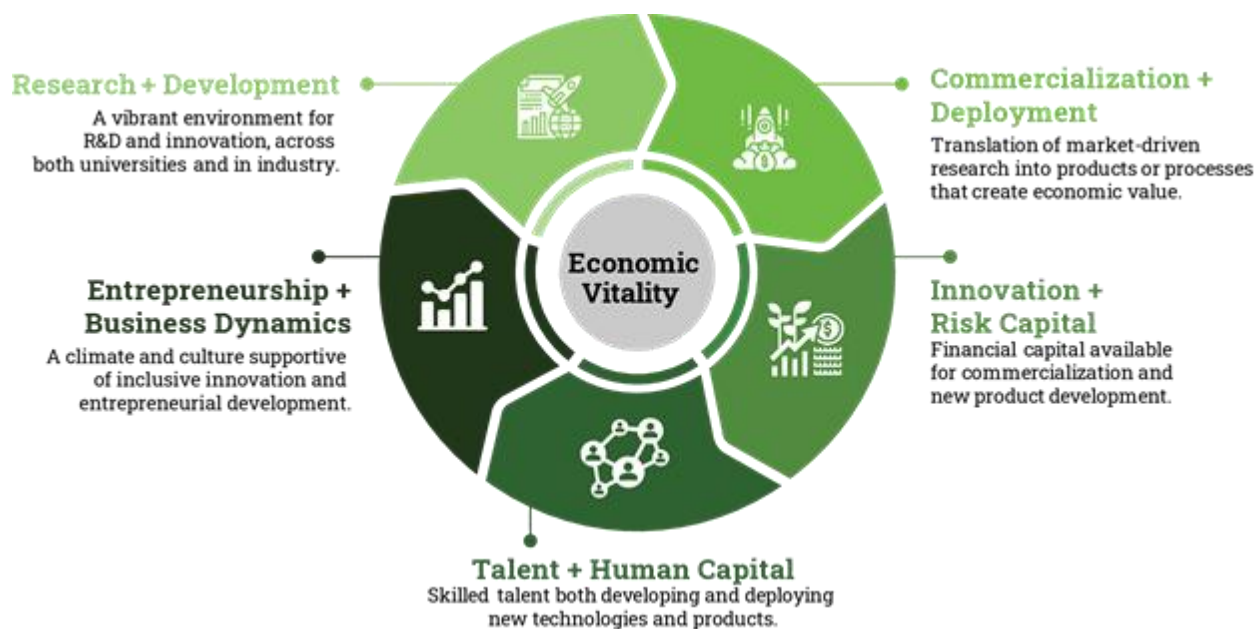 Research + Development
A vibrant environment for
R&D and innovation, across
both universities and in industry.
Commercialization +
Deployment
Translation of market-driven
research into products or processes
that create economic value.
Economic
Vitality
Entrepreneurship +
Business Dynamics
A climate and culture supportive
of inclusive innovation and
entrepreneurial development.
Innovation +
Risk Capital
Financial capital available
for commercialization and
new product development.
Talent + Human Capital
Skilled talent both developing and deploying
new technologies and products.